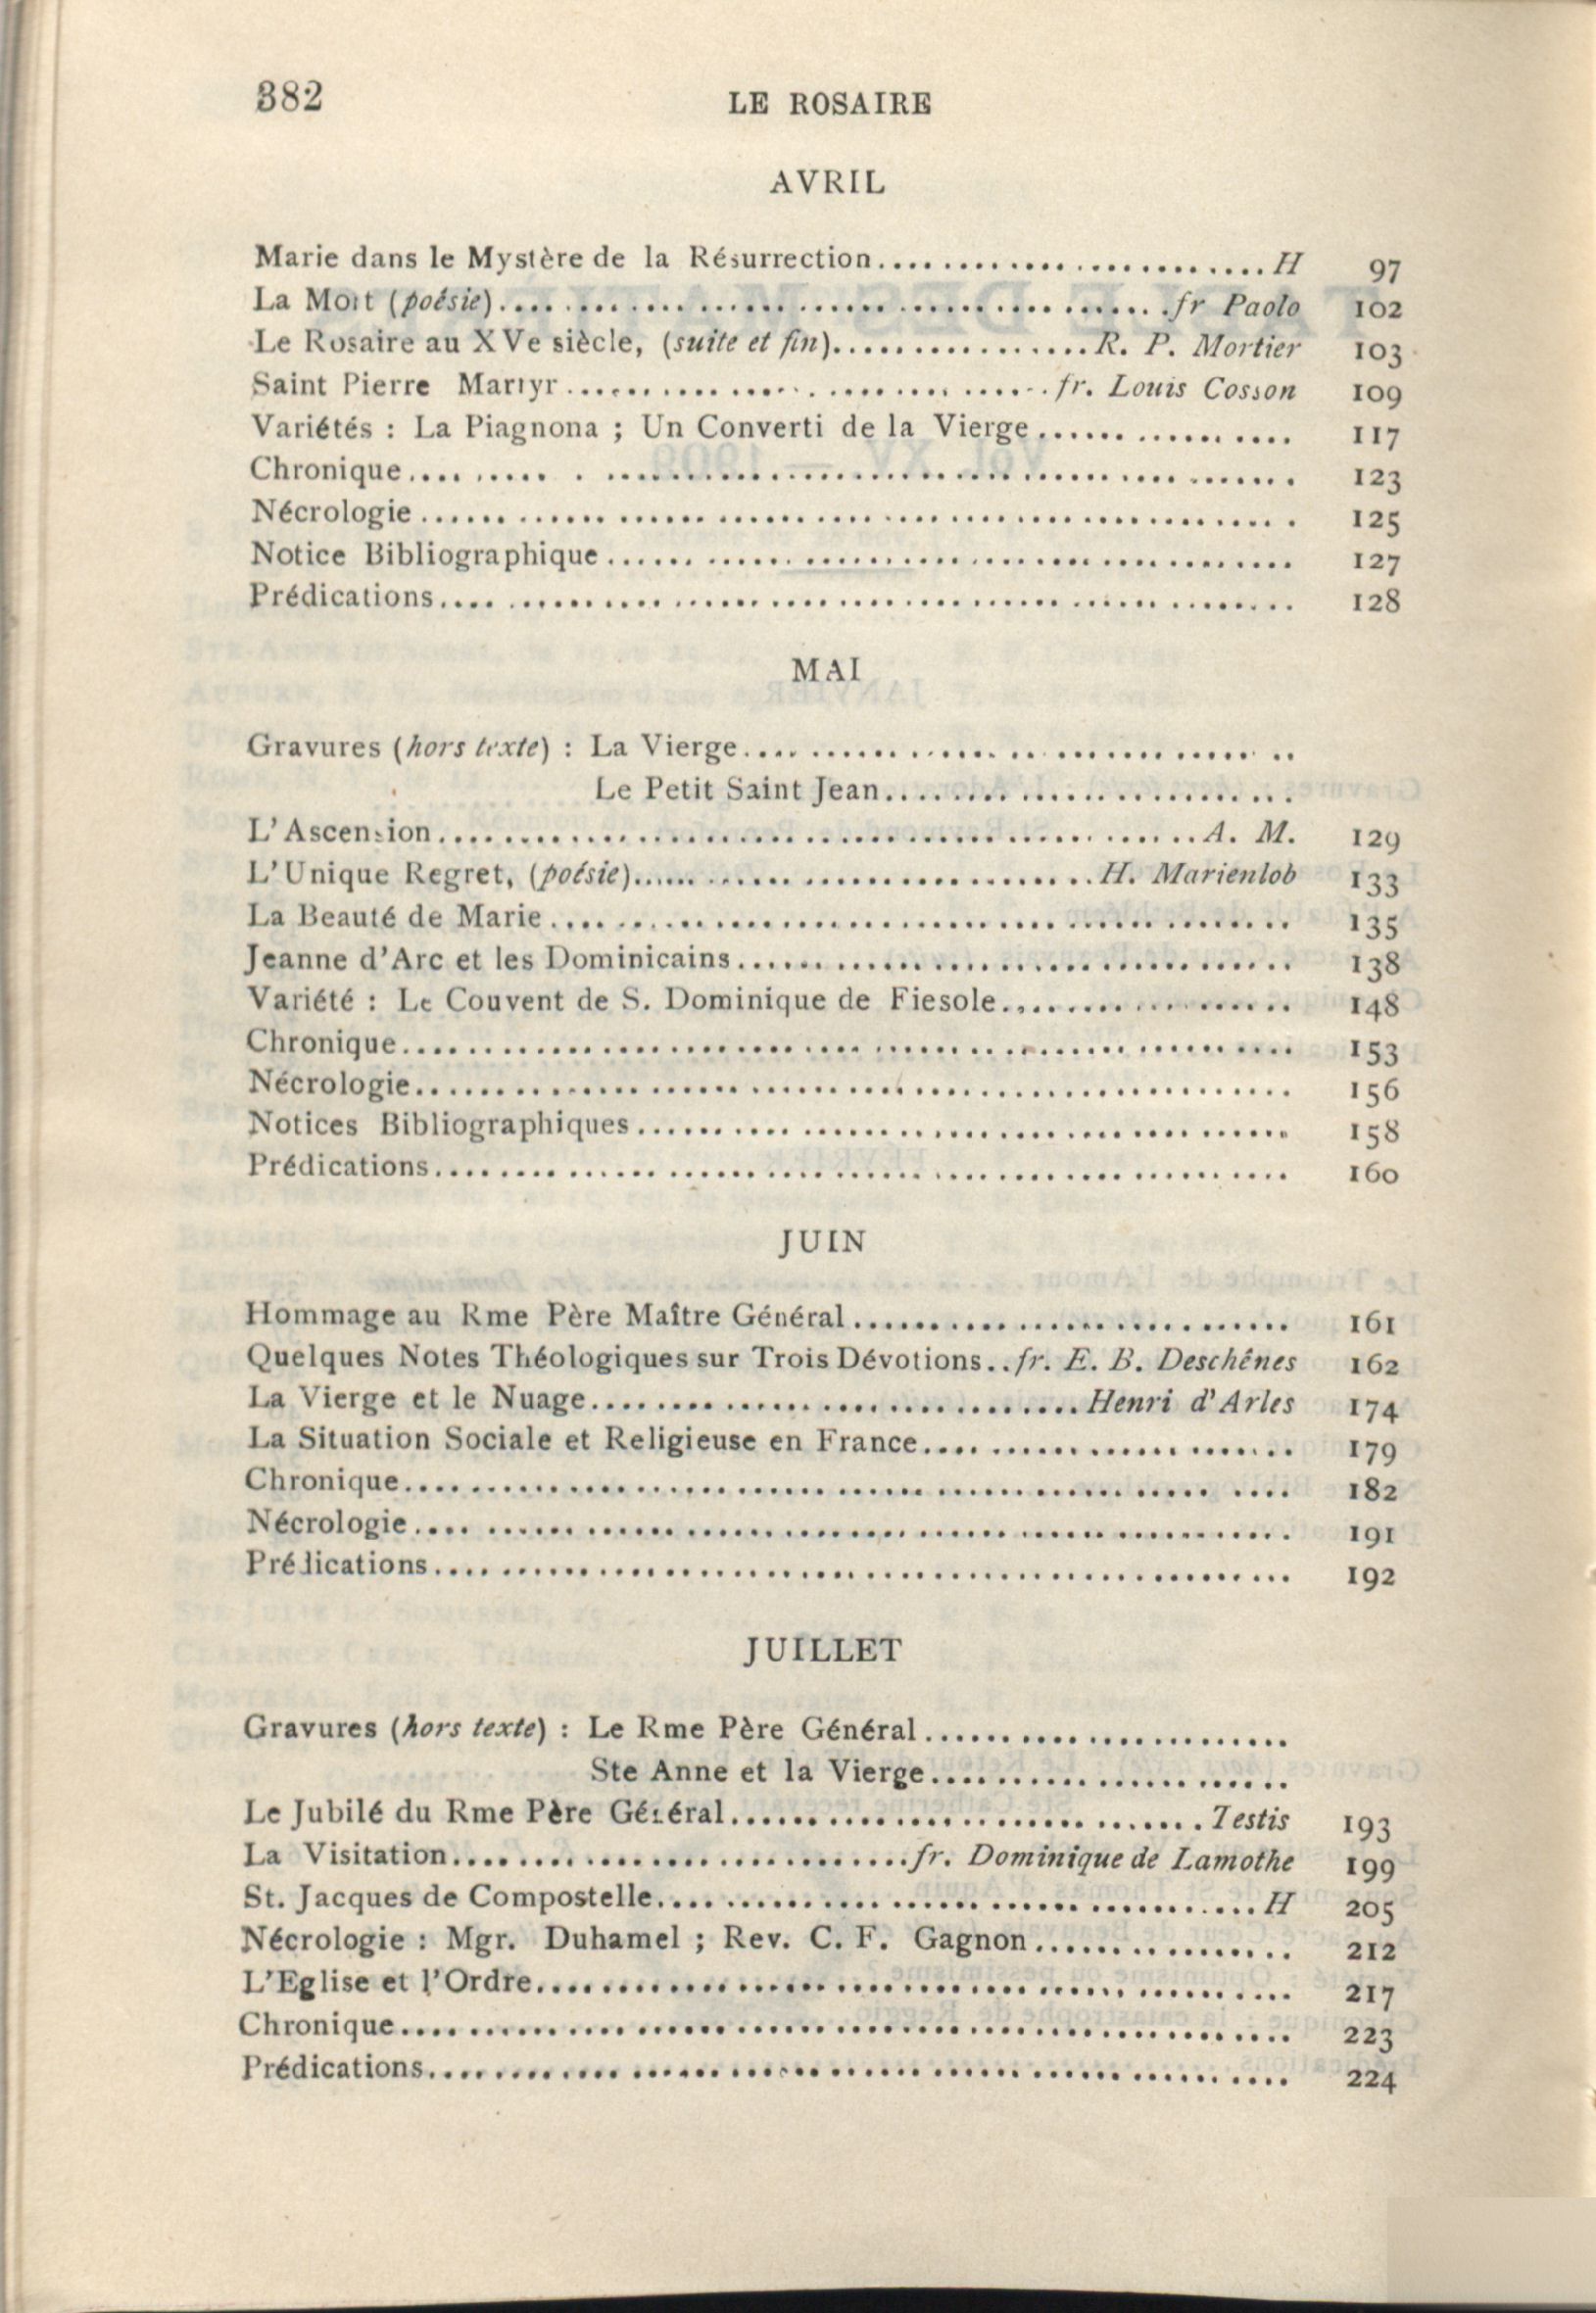 382 LE ROSAIRE
AVRIL
Marie dans le Mystère de la Résurrection.......................... H 97
La Mort (poésie)....................................... fr Paolo 102
Le Rosaire au XVe siècle, (suite et fin)................ R. P. Mortier 103
Saint Pierre Martyr.............................. fr. Louis Cosson 109
Variétés : La Piagnona ; Un Converti de la Vierge................ 117
Chronique.................................................... 123
Nécrologie................................................... 125
Notice Bibliographique....................................... 127
Prédications................................................. 128
MAI
Gravures (hors texte) : La Vierge................................
Le Petit Saint Jean.........................
L'Ascension............................................. A. M. 129
L'Unique Regret, (poésie)............................ H. Marienlob 133
La Beauté de Marie........................................... 135
Jeanne d'Arc et les Dominicains................................. 138
Variété : Le Couvent de S. Dominique de Fiesole.................. 148
Chronique.................................................... 153
Nécrologie................................................... 156
Notices Bibliographiques....................................... 158
Prédications................................................. 160
JUIN
Hommage au Rme Père Maître Général.......................... 161
Quelques Notes Théologiques sur Trois Dévotions.. fr. E. B. Deschênes 162
La Vierge et le Nuage............................. Henri d'Arles 174
La Situation Sociale et Religieuse en France...................... 179
Chronique.................................................... 182
Nécrologie................................................... 191
Prédications................................................. 192
JUILLET
Gravures (hors texte) : Le Rme Père Général......................
Ste Anne et la Vierge......................
Le Jubilé du Rme Père Général............................ Testis 193
La Visitation........................... fr. Dominique de Lamothe 199
St. Jacques de Compostelle.................................... H 205
Nécrologie : Mgr. Duhamel ; Rev. C. F. Gagnon................ 212
L'Eglise et l'Ordre............................................. 217
Chronique.................................................... 223
Prédications................................................. 224